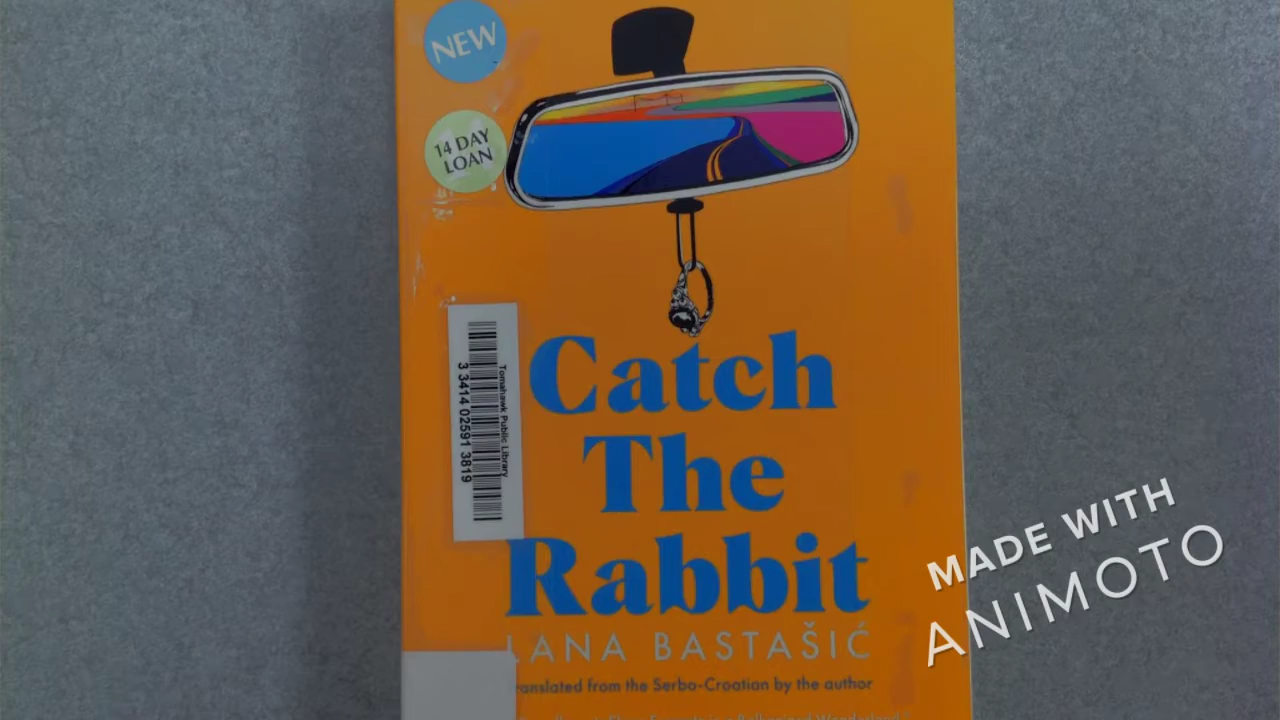 NEW
14 DAY
LOAN
Tomahawk Public Library
3 3414 02591 3819
Catch
The
Rabbit
LANA BASTAŠIĆ
ranslated from the Serbo-Croatian by the author
MADE WITH
ANIMOTO